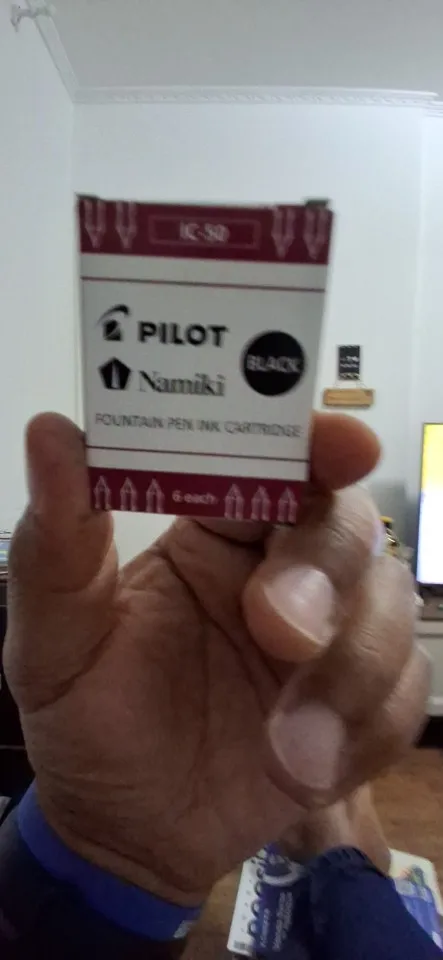 IC-50
PILOT
Namiki
BLACK
FOUNTAIN PEN INK CARTRIDGE
6 each